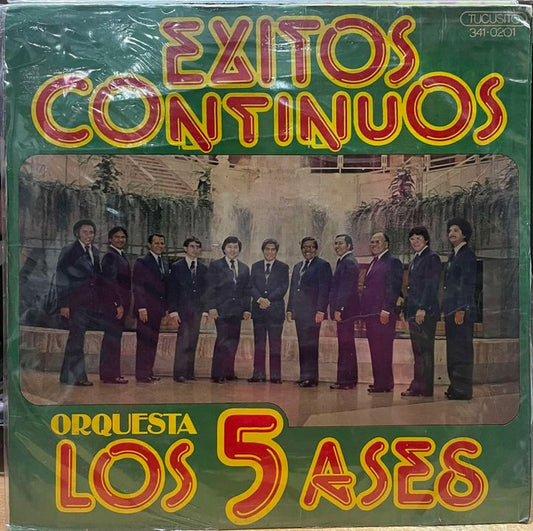 TUCUSITO
341-0201
EXITOS
CONTINUOS
ORQUESTA
LOS 5 ASES